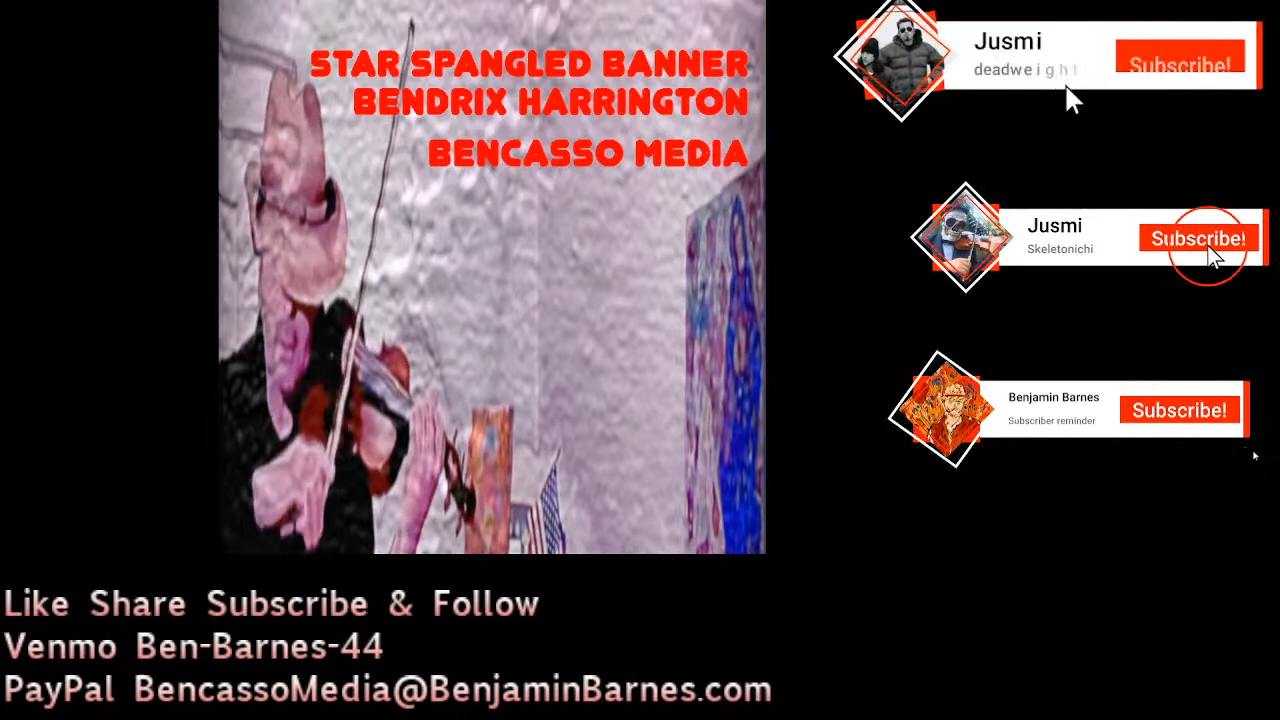 STAR SPANGLED BANNER
BENDRIX HARRINGTON
BENCASSO MEDIA
Jusmi
deadweight
Subscribe!
Jusmi
Skeletonichi
Subscribe!
Benjamin Barnes
Subscriber reminder
Subscribe!
Like Share Subscribe & Follow
Venmo Ben-Barnes-44
PayPal BencassoMedia@BenjaminBarnes.com